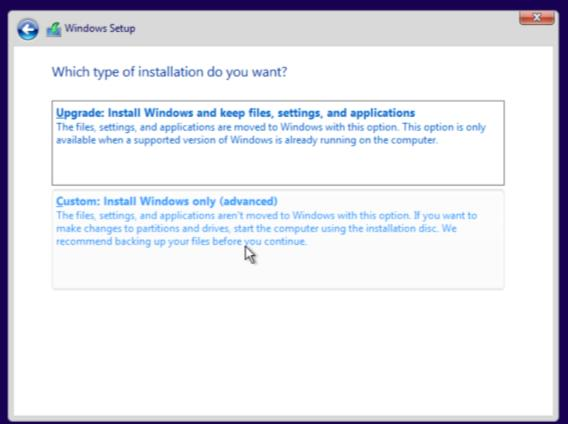 Windows Setup
Which type of installation do you want?
Upgrade: Install Windows and keep files, settings, and applications
The files, settings, and applications are moved to Windows with this option. This option is only
available when a supported version of Windows is already running on the computer.
Custom: Install Windows only (advanced)
The files, settings, and applications aren't moved to Windows with this option. If you want to
make changes to partitions and drives, start the computer using the installation disc. We
recommend backing up your files before you continue.